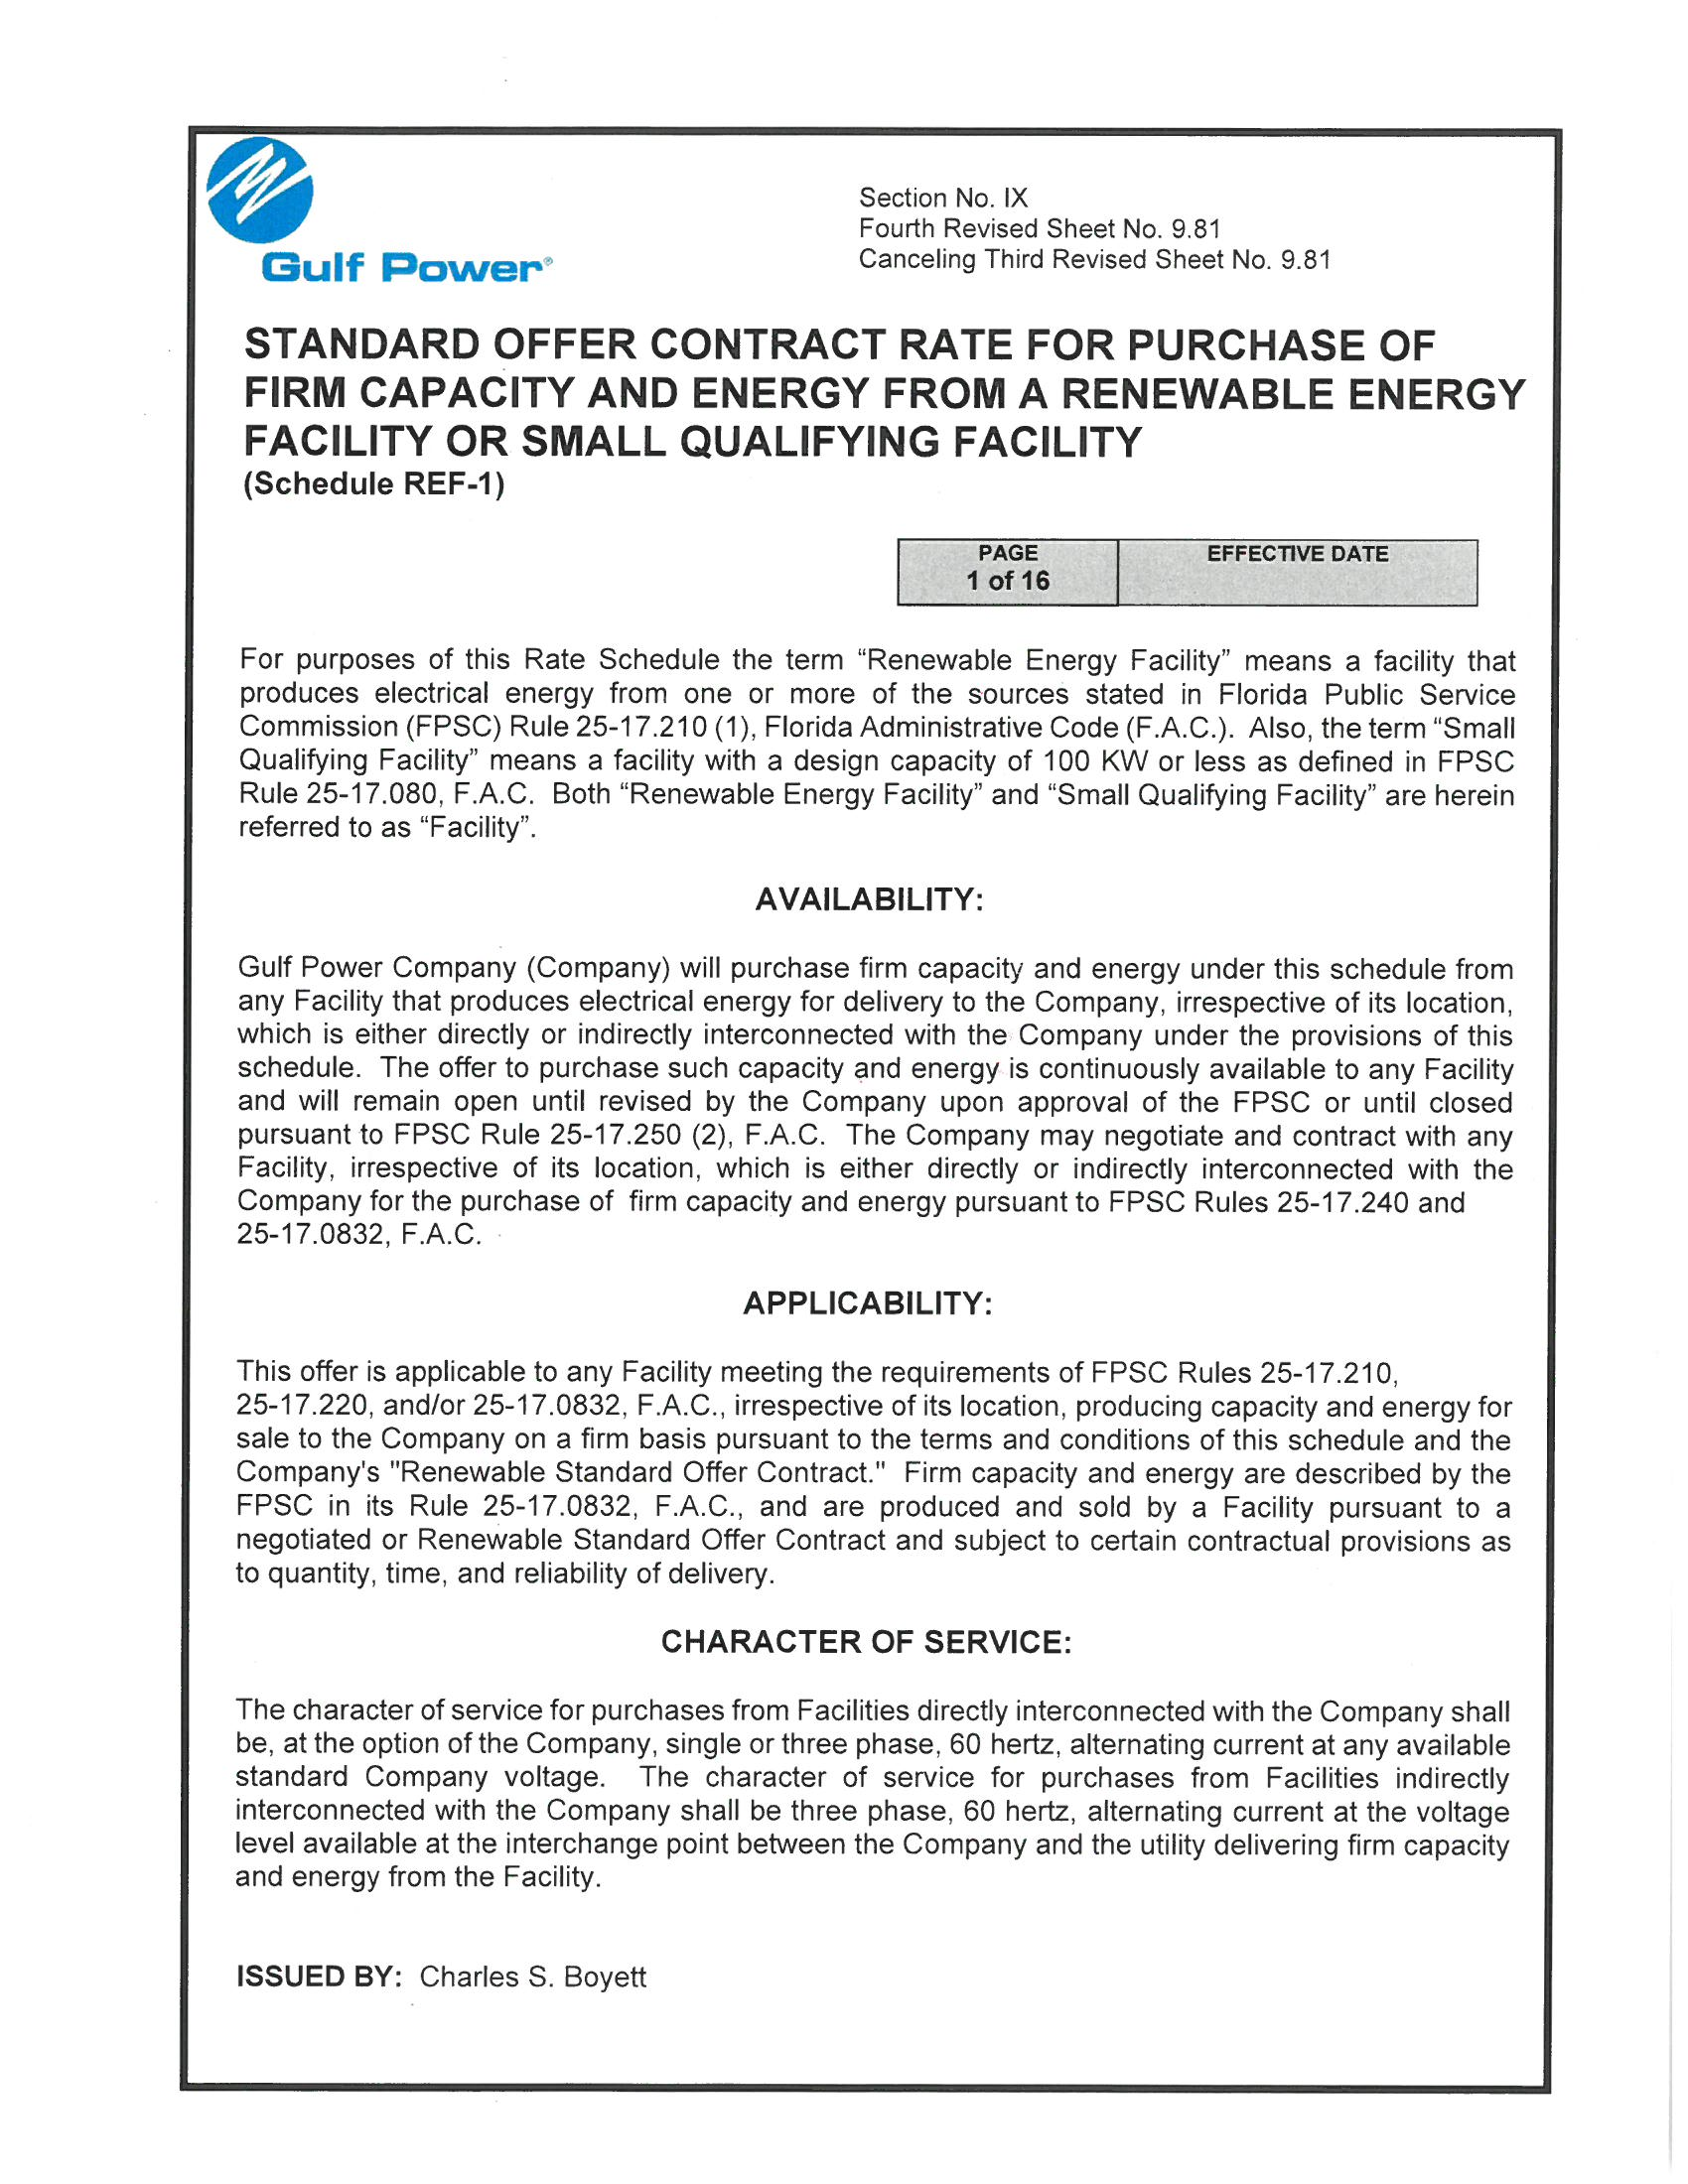 Section No. IX
Fourth Revised Sheet No. 9.81
Canceling Third Revised Sheet No. 9.81
Gulf Power®
STANDARD OFFER CONTRACT RATE FOR PURCHASE OF
FIRM CAPACITY AND ENERGY FROM A RENEWABLE ENERGY
FACILITY OR SMALL QUALIFYING FACILITY
(Schedule REF-1)
PAGE EFFECTIVE DATE
1 of 16
For purposes of this Rate Schedule the term “Renewable Energy Facility” means a facility that
produces electrical energy from one or more of the sources stated in Florida Public Service
Commission (FPSC) Rule 25-17.210 (1), Florida Administrative Code (F.A.C.). Also, the term “Small
Qualifying Facility” means a facility with a design capacity of 100 KW or less as defined in FPSC
Rule 25-17.080, F.A.C. Both “Renewable Energy Facility” and “Small Qualifying Facility” are herein
referred to as “Facility”.
AVAILABILITY:
Gulf Power Company (Company) will purchase firm capacity and energy under this schedule from
any Facility that produces electrical energy for delivery to the Company, irrespective of its location,
which is either directly or indirectly interconnected with the Company under the provisions of this
schedule. The offer to purchase such capacity and energy is continuously available to any Facility
and will remain open until revised by the Company upon approval of the FPSC or until closed
pursuant to FPSC Rule 25-17.250 (2), F.A.C. The Company may negotiate and contract with any
Facility, irrespective of its location, which is either directly or indirectly interconnected with the
Company for the purchase of firm capacity and energy pursuant to FPSC Rules 25-17.240 and
25-17.0832, F.A.C.
APPLICABILITY:
This offer is applicable to any Facility meeting the requirements of FPSC Rules 25-17.210,
25-17.220, and/or 25-17.0832, F.A.C., irrespective of its location, producing capacity and energy for
sale to the Company on a firm basis pursuant to the terms and conditions of this schedule and the
Company's "Renewable Standard Offer Contract." Firm capacity and energy are described by the
FPSC in its Rule 25-17.0832, F.A.C., and are produced and sold by a Facility pursuant to a
negotiated or Renewable Standard Offer Contract and subject to certain contractual provisions as
to quantity, time, and reliability of delivery.
CHARACTER OF SERVICE:
The character of service for purchases from Facilities directly interconnected with the Company shall
be, at the option of the Company, single or three phase, 60 hertz, alternating current at any available
standard Company voltage. The character of service for purchases from Facilities indirectly
interconnected with the Company shall be three phase, 60 hertz, alternating current at the voltage
level available at the interchange point between the Company and the utility delivering firm capacity
and energy from the Facility.
ISSUED BY: Charles S. Boyett